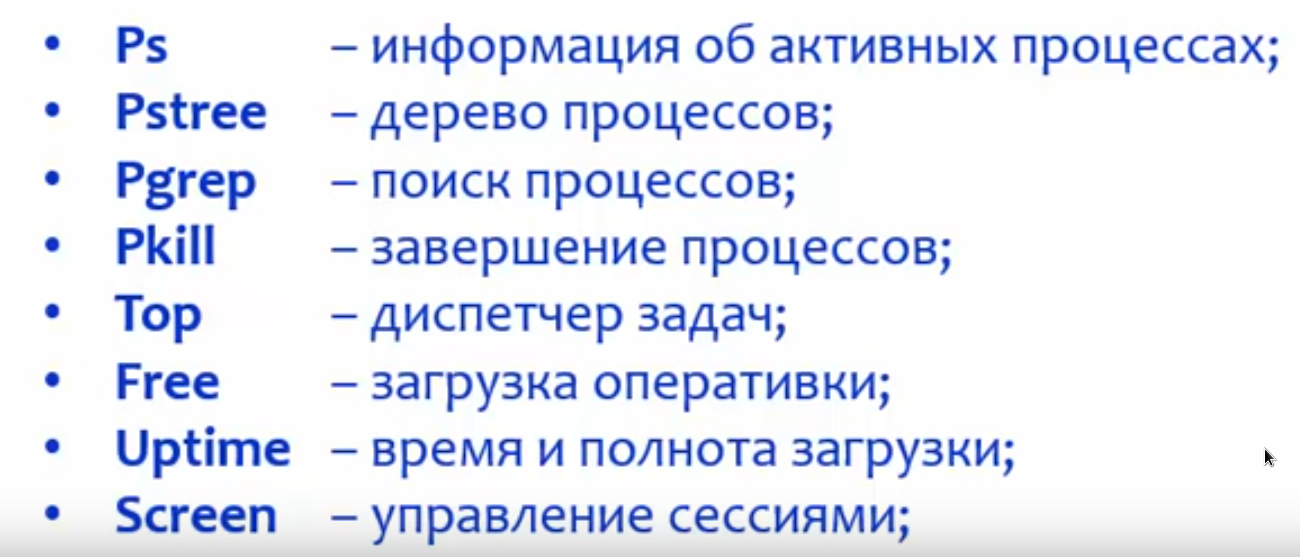 • Ps – информация об активных процессах;
• Pstree – дерево процессов;
• Pgrep – поиск процессов;
• Pkill – завершение процессов;
• Top – диспетчер задач;
• Free – загрузка оперативки;
• Uptime – время и полнота загрузки;
• Screen – управление сессиями;